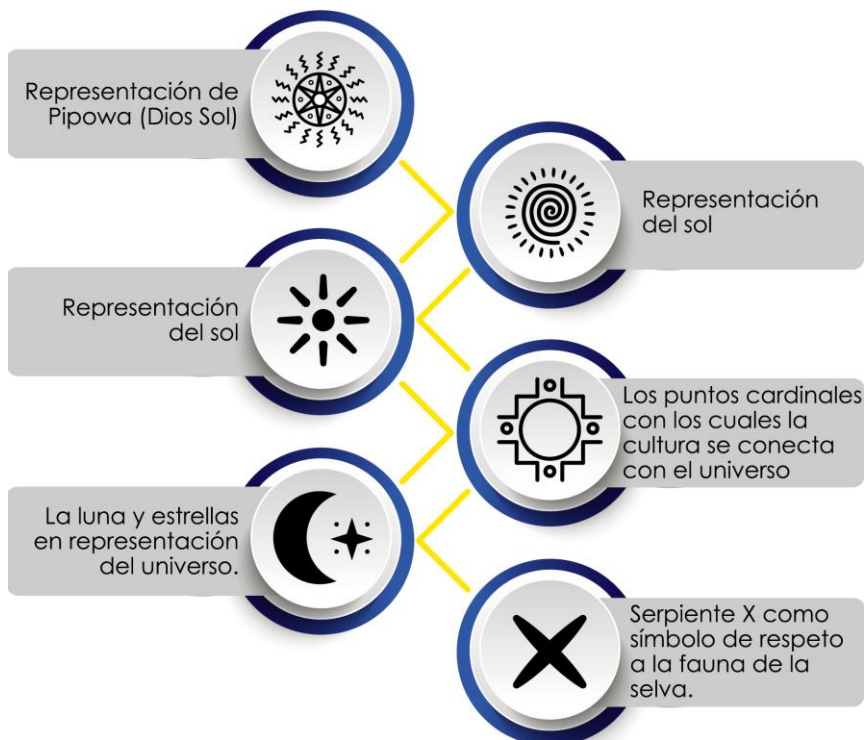 Representación de
Pipowa (Dios Sol)
Representación
del sol
Representación
del sol
Los puntos cardinales
con los cuales la
cultura se conecta
con el universo
La luna y estrellas
en representación
del universo.
Serpiente X como
símbolo de respeto
a la fauna de la
selva.